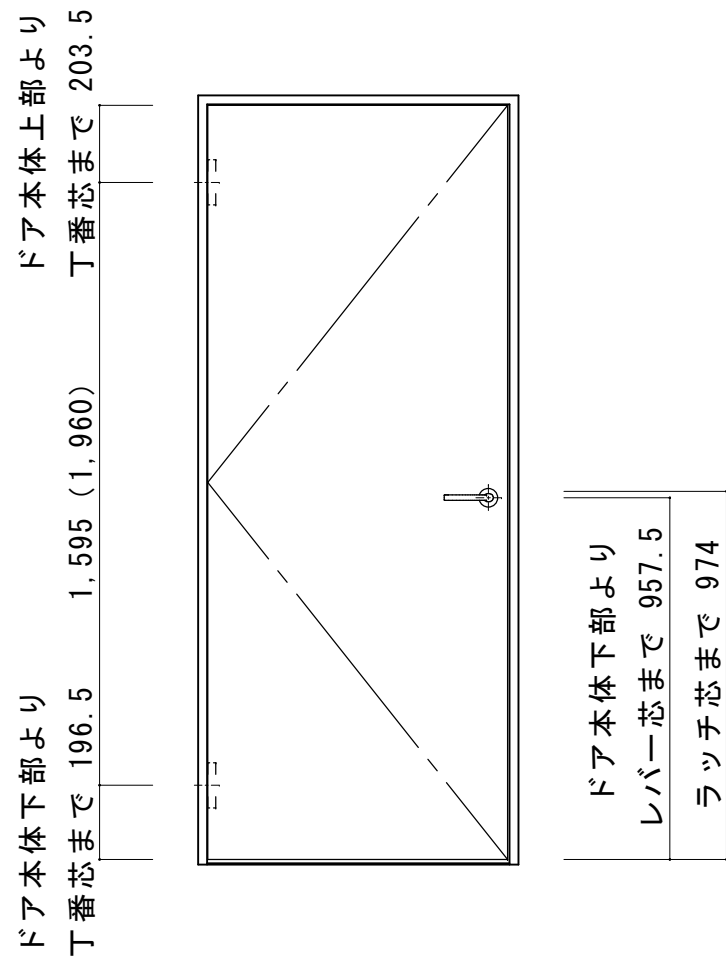 ドア本体上部より
丁番芯まで 203.5
1,595 (1,960)
ドア本体下部より
丁番芯まで 196.5
ドア本体下部より
レバー芯まで 957.5
ラッチ芯まで 974